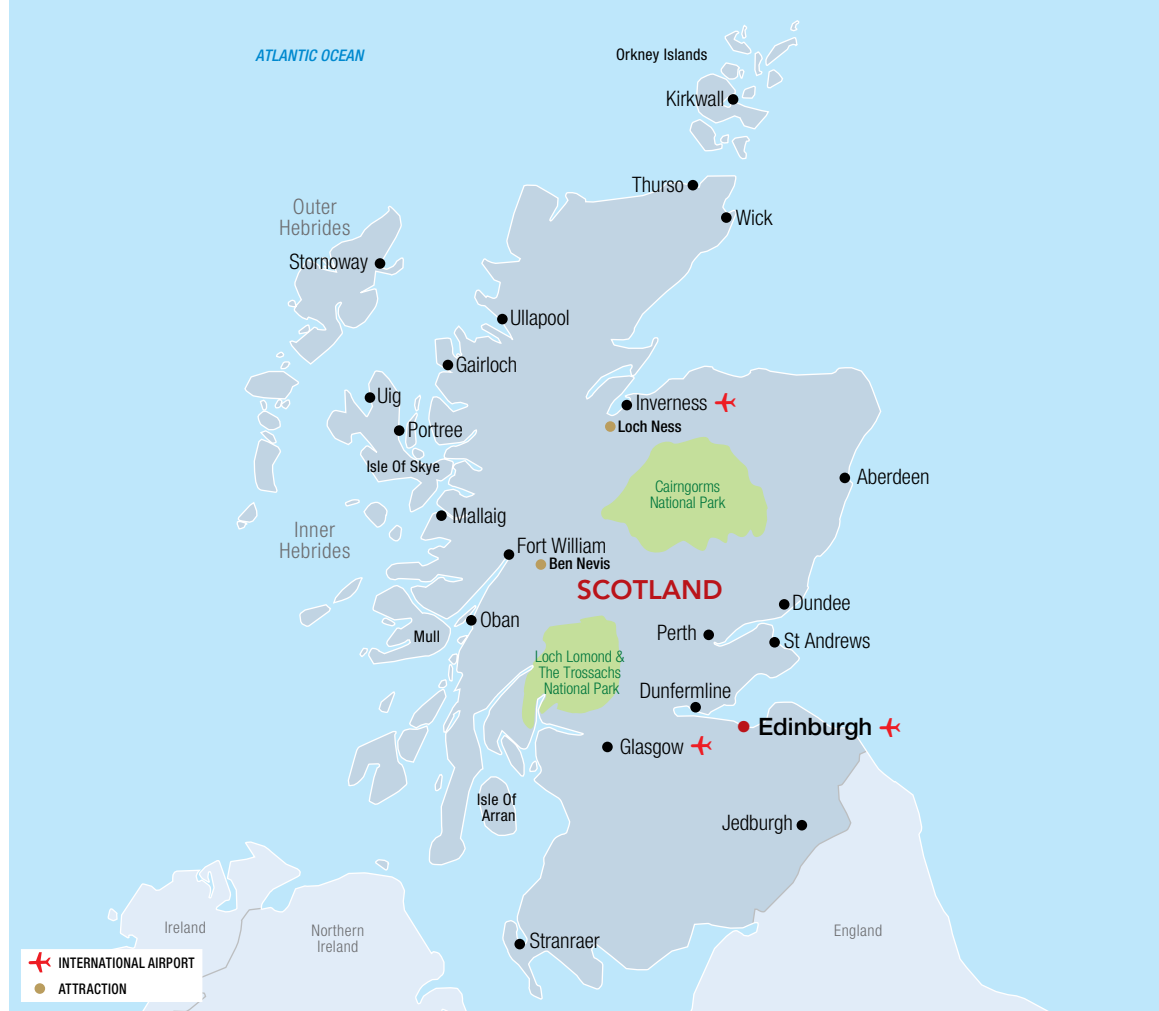 ATLANTIC OCEAN
Orkney Islands
Kirkwall
Thurso
Wick
Outer
Hebrides
Stornoway
Ullapool
Gairloch
Uig
Inverness
Loch Ness
Portree
Isle Of Skye
Aberdeen
Cairngorms
National Park
Mallaig
Inner
Hebrides
Fort William
Ben Nevis
SCOTLAND
Dundee
Oban
Mull
Perth
St Andrews
Loch Lomond &
The Trossachs
National Park
Dunfermline
Edinburgh
Glasgow
Isle Of
Arran
Jedburgh
Ireland
Northern
Ireland
England
Stranraer
INTERNATIONAL AIRPORT
ATTRACTION